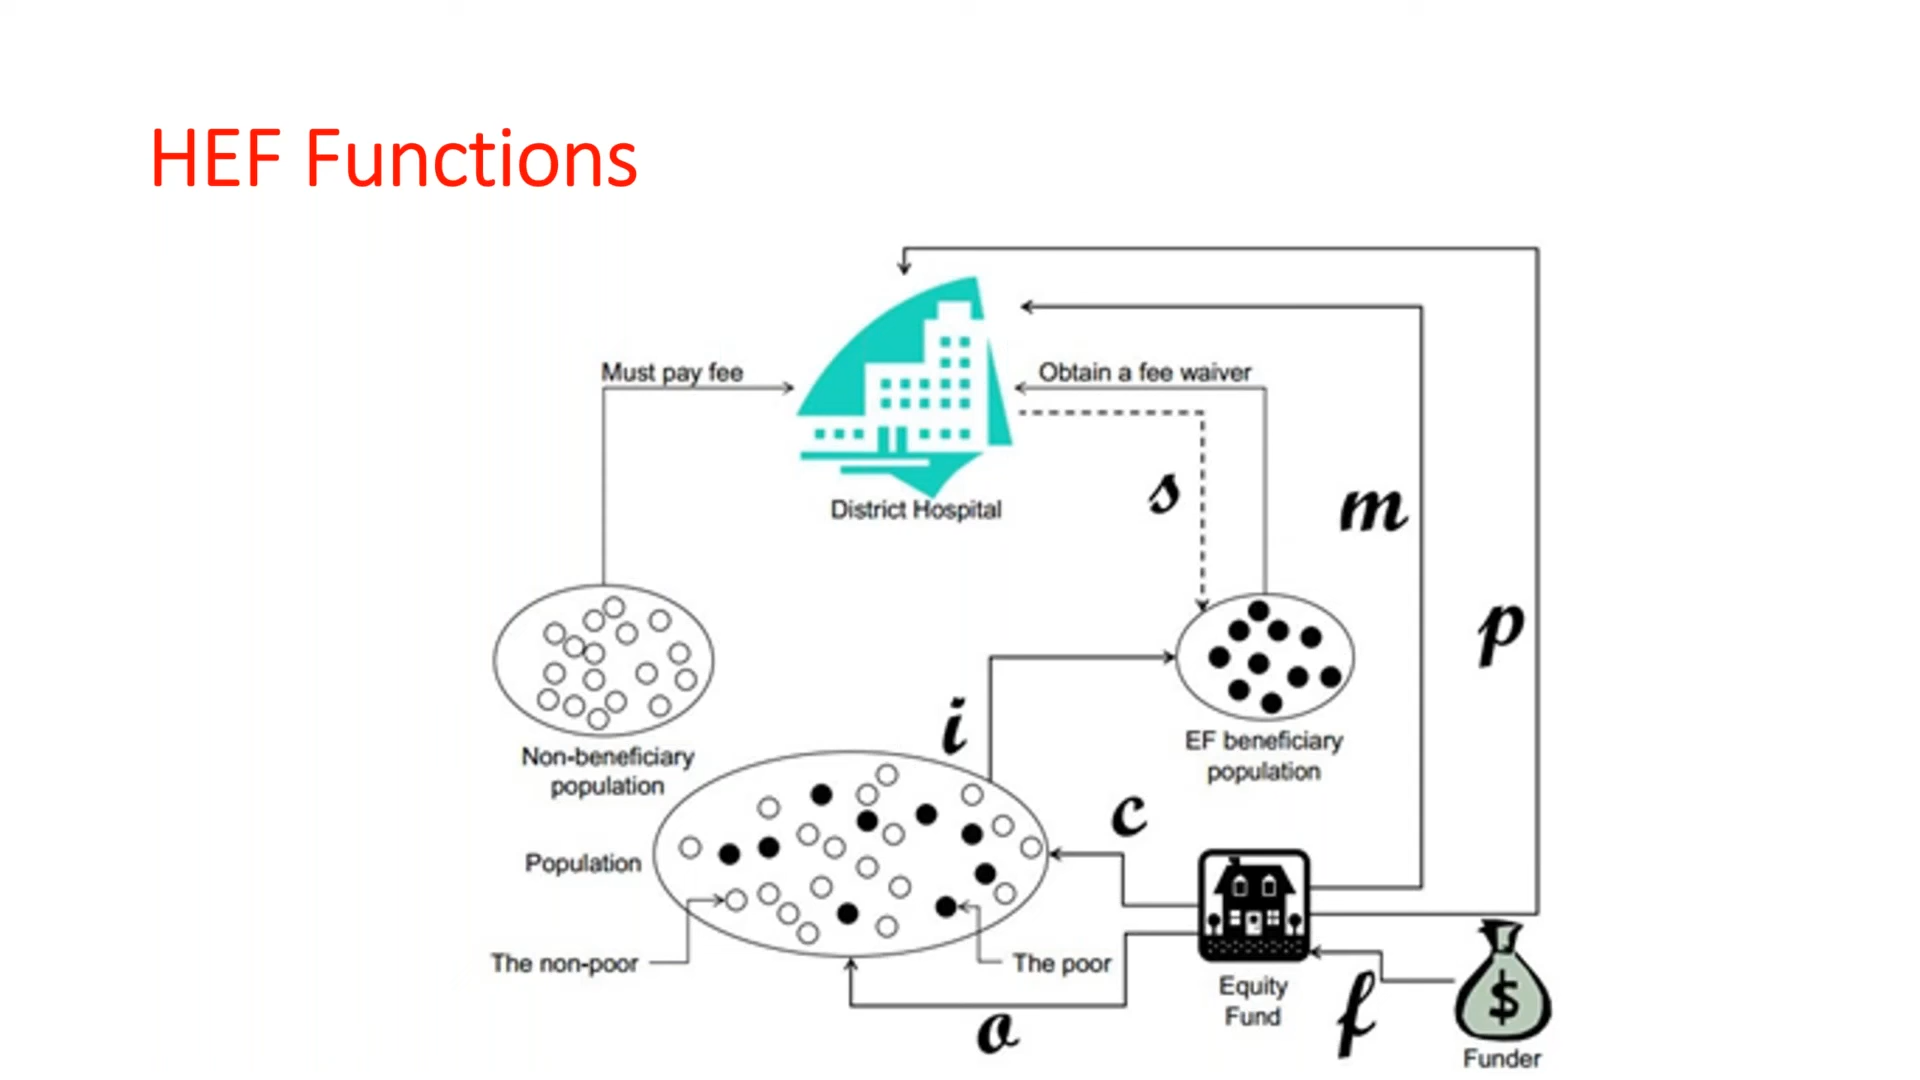 HEF Functions
Must pay fee
Obtain a fee waiver
s
m
District Hospital
p
i
Non-beneficiary
population
EF beneficiary
population
c
Population
The non-poor
The poor
Equity
Fund
f
$
o
Funder